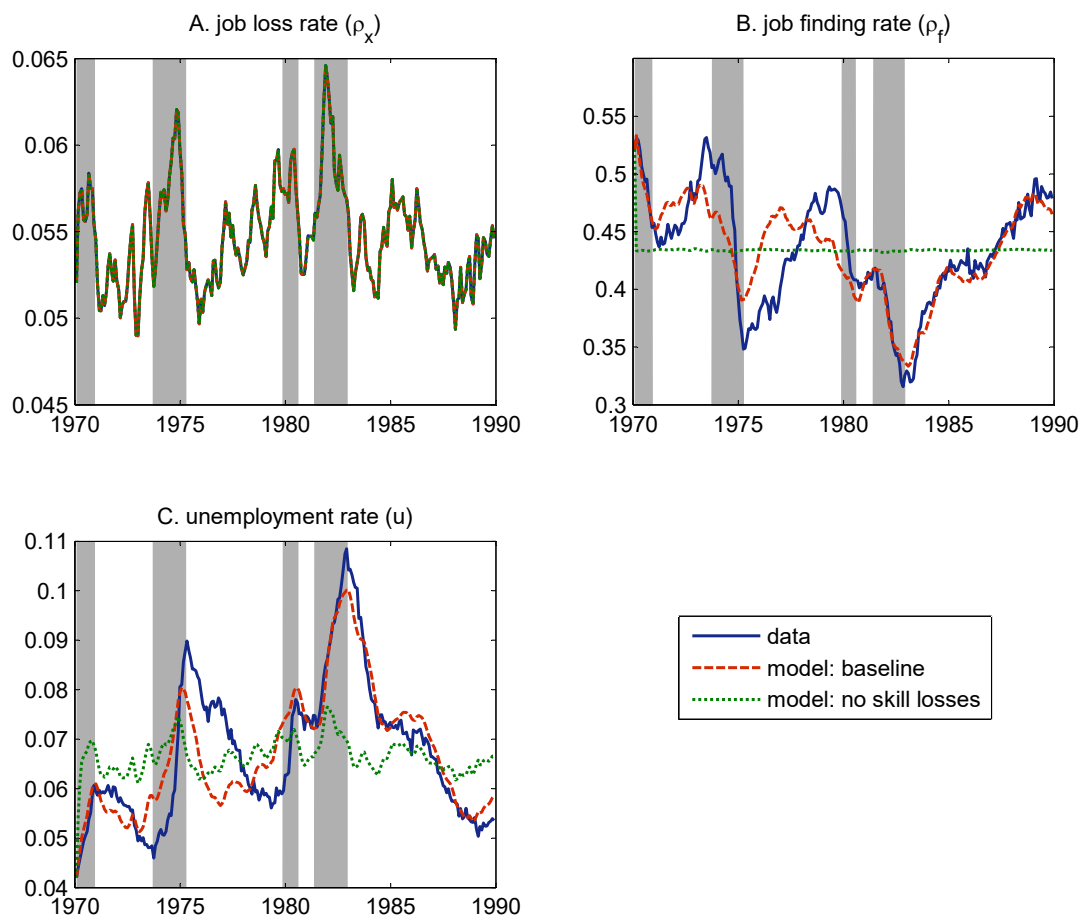 A. job loss rate (ρx)
0.065
0.06
0.055
0.05
0.045
1970 1975 1980 1985 1990
B. job finding rate (ρf)
0.55
0.5
0.45
0.4
0.35
0.3
1970 1975 1980 1985 1990
C. unemployment rate (u)
0.11
0.1
0.09
0.08
0.07
0.06
0.05
0.04
1970 1975 1980 1985 1990
data
model: baseline
model: no skill losses